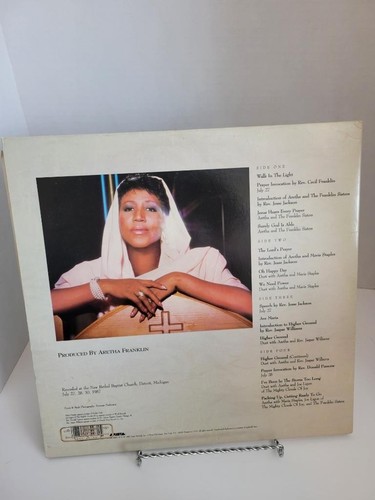 SIDE ONE
Walk In The Light
Prayer Invocation by Rev. Cecil Franklin
July 27
Introduction of Aretha and The Franklin Sisters
by Rev. Jesse Jackson
Jesus Hears Every Prayer
Aretha and The Franklin Sisters
Surely God Is Able
Aretha and The Franklin Sisters
SIDE TWO
The Lord's Prayer
Introduction of Aretha and Mavis Staples
by Rev. Jesse Jackson
Oh Happy Day
Duet with Aretha and Mavis Staples
We Need Power
Duet with Aretha and Mavis Staples
SIDE THREE
Speech by Rev. Jesse Jackson
July 27
Ave Maria
Introduction to Higher Ground
by Rev. Jaspar Williams
Higher Ground
Duet with Aretha and Rev. Jaspar Williams
SIDE FOUR
Higher Ground (Continued)
Duet with Aretha and Rev. Jaspar Williams
Prayer Invocation by Rev. Donald Parsons
July 28
I've Been In The Storm Too Long
Duet with Aretha and Joe Ligon
of The Mighty Clouds Of Joy
Packing Up, Getting Ready To Go
Aretha with Mavis Staples, Joe Ligon of
The Mighty Clouds Of Joy, and The Franklin Sisters
PRODUCED BY ARETHA FRANKLIN
Recorded at the New Bethel Baptist Church, Detroit, Michigan
July 27, 28, 30, 1987